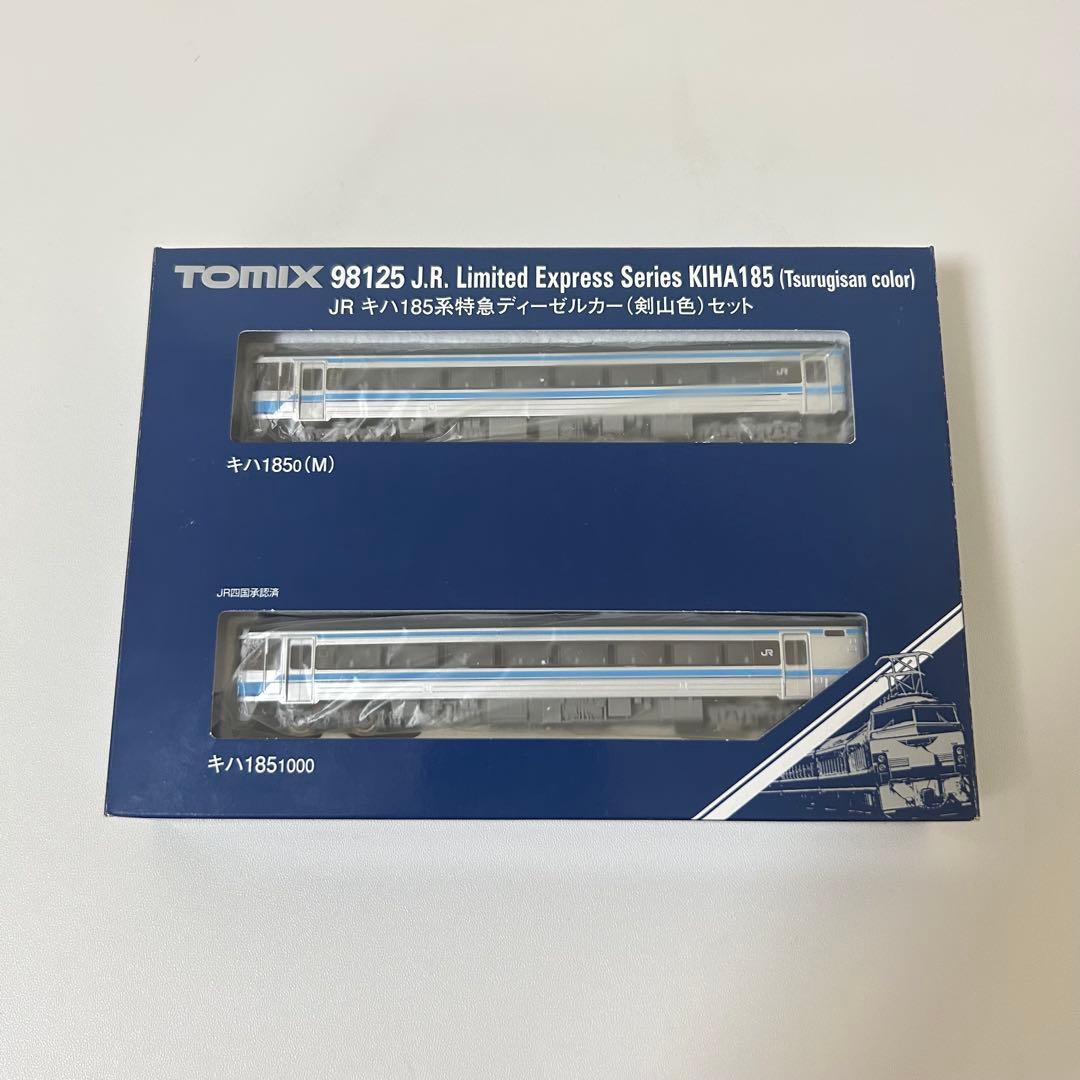 TOMIX 98125 J.R. Limited Express Series KIHA185 (Tsurugisan color)
JR キハ185系特急ディーゼルカー(剣山色)セット
JR
キハ1850(M)
JR四国承認済
JR
キハ1851000